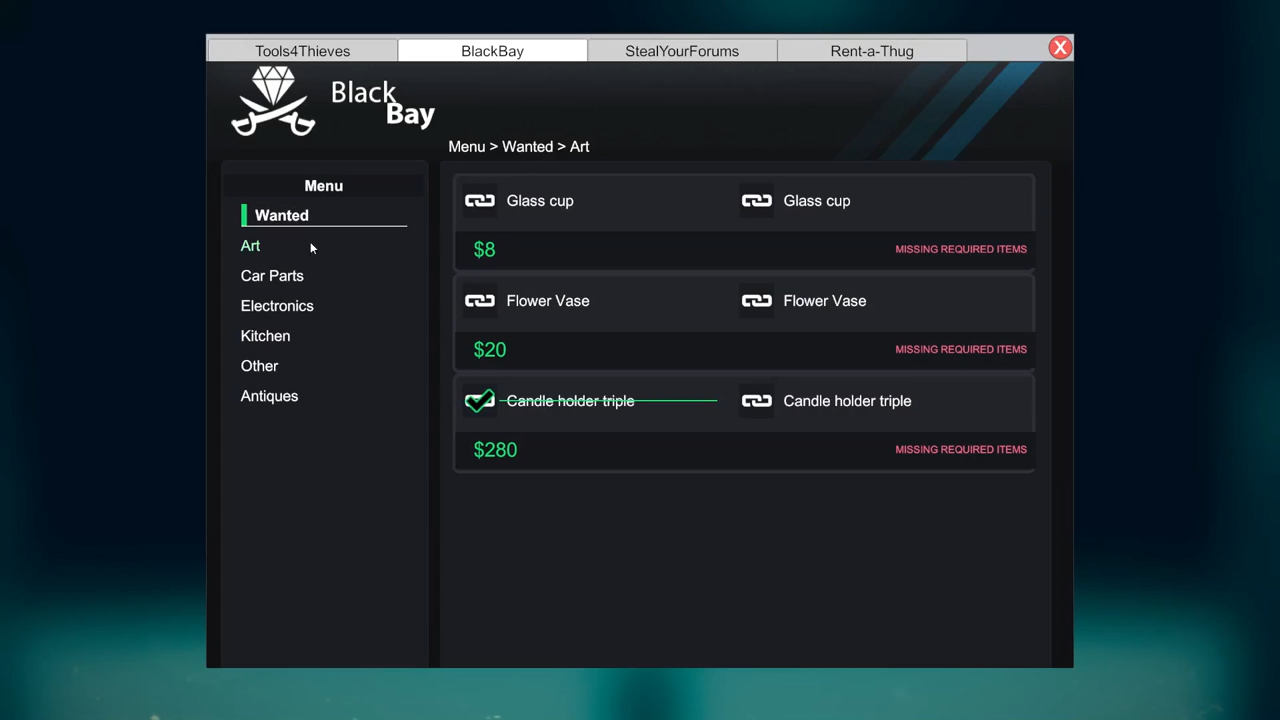 Tools4Thieves BlackBay StealYourForums Rent-a-Thug X
Black
Bay
Menu > Wanted > Art
Menu
Wanted
Art
Car Parts
Electronics
Kitchen
Other
Antiques
Glass cup Glass cup
$8 MISSING REQUIRED ITEMS
Flower Vase Flower Vase
$20 MISSING REQUIRED ITEMS
Candle holder triple Candle holder triple
$280 MISSING REQUIRED ITEMS